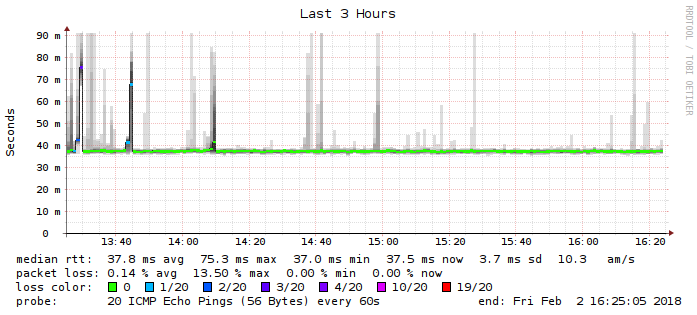 Last 3 Hours
RRDTOOL / TOBI OETIKER
Seconds
90 m
80 m
70 m
60 m
50 m
40 m
30 m
20 m
10 m
0
13:40 14:00 14:20 14:40 15:00 15:20 15:40 16:00 16:20
median rtt: 37.8 ms avg 75.3 ms max 37.0 ms min 37.5 ms now 3.7 ms sd 10.3 am/s
packet loss: 0.14 % avg 13.50 % max 0.00 % min 0.00 % now
loss color: 0 1/20 2/20 3/20 4/20 10/20 19/20
probe: 20 ICMP Echo Pings (56 Bytes) every 60s end: Fri Feb 2 16:25:05 2018